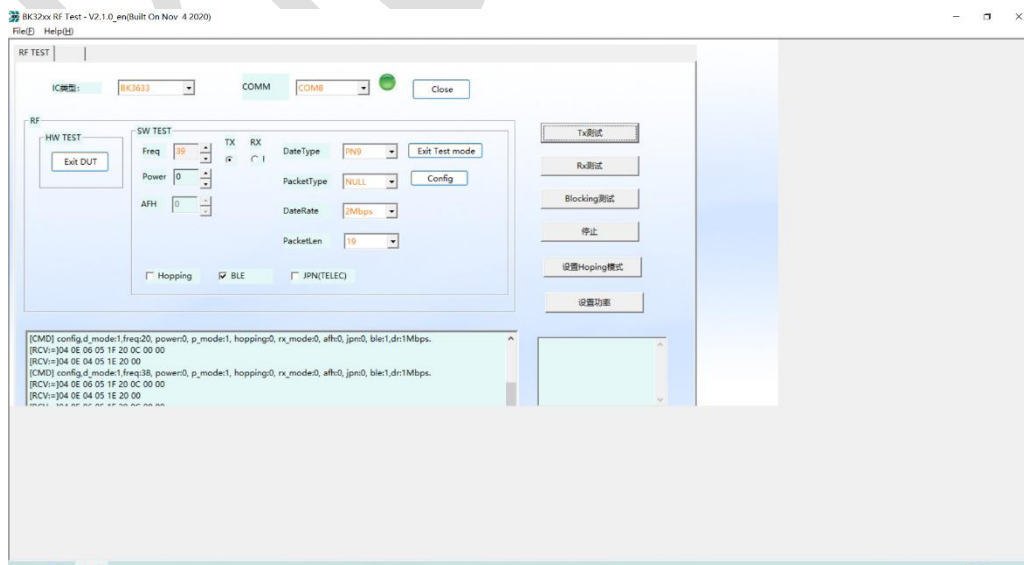 BK32xx RF Test - V2.1.0_en(Built On Nov 4 2020)
File(F) Help(H)
RF TEST
IC类型: BK3633 COMM COM8 Close
RF
HW TEST
Exit DUT
SW TEST
Freq 39 TX RX DateType PN9 Exit Test mode
Power 0 PacketType NULL Config
AFH 0 DateRate 2Mbps
PacketLen 19
Hopping BLE JPN(TELEC)
Tx测试
Rx测试
Blocking测试
停止
设置Hoping模式
设置功率
[CMD] config,d_mode:1,freq:20, power:0, p_mode:1, hopping:0, rx_mode:0, afh:0, jpn:0, ble:1,dr:1Mbps.
[RCV:=]04 0E 06 05 1F 20 0C 00 00
[RCV:=]04 0E 04 05 1E 20 00
[CMD] config,d_mode:1,freq:38, power:0, p_mode:1, hopping:0, rx_mode:0, afh:0, jpn:0, ble:1,dr:1Mbps.
[RCV:=]04 0E 06 05 1F 20 0C 00 00
[RCV:=]04 0E 04 05 1E 20 00